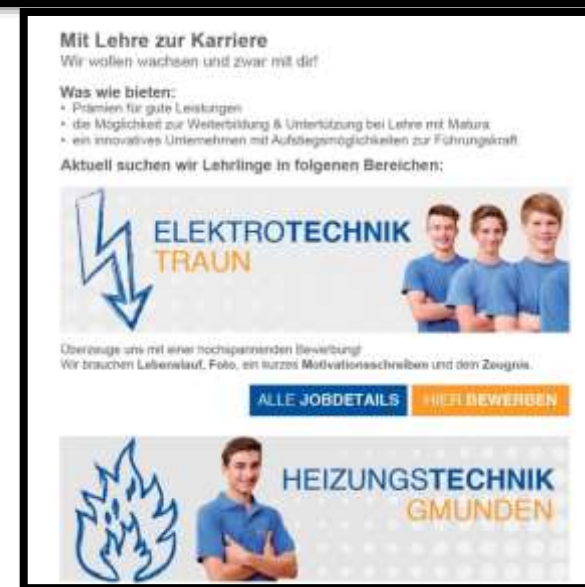 Mit Lehre zur Karriere
Wir wollen wachsen und zwar mit dir!
Was wie bieten:
• Prämien für gute Leistungen
• die Möglichkeit zur Weiterbildung & Unterstützung bei Lehre mit Matura
• ein innovatives Unternehmen mit Aufstiegsmöglichkeiten zur Führungskraft
Aktuell suchen wir Lehrlinge in folgenden Bereichen:
ELEKTROTECHNIK
TRAUN
Überzeuge uns mit einer hochspannenden Bewerbung!
Wir brauchen Lebenslauf, Foto, ein kurzes Motivationsschreiben und dein Zeugnis.
ALLE JOBDETAILS
HIER BEWERBEN
HEIZUNGSTECHNIK
GMUNDEN